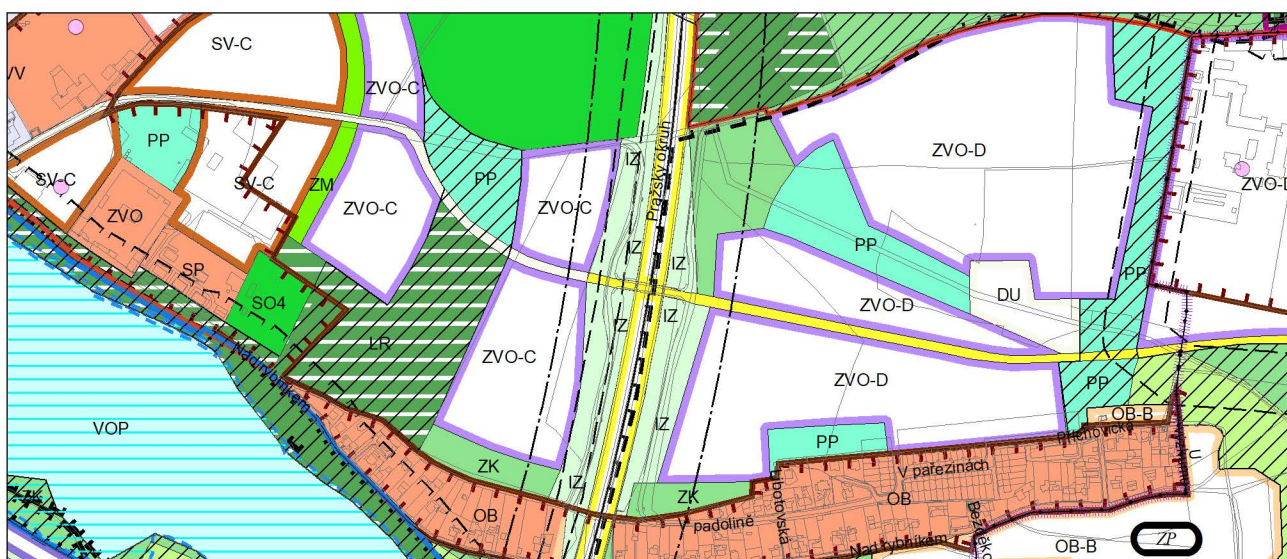 SV-C
ZVO-C
VV
PP
SV-C
SV-C
ZM
ZVO-C
PP
ZVO-C
IZ
Pražský okruh
ZVO-D
ZVO-D
ZVO
SP
SO4
IZ
IZ
PP
PP
DU
ZVO-D
Nad rybníkem
LR
ZVO-C
IZ
IZ
ZVO-D
PP
VOP
OB-B
Příchovická
PP
ZK
IZ
V pařezinách
ZK
IZ
OB
V padolině
OB
Nad rybníkem
OB-B
ZP
U